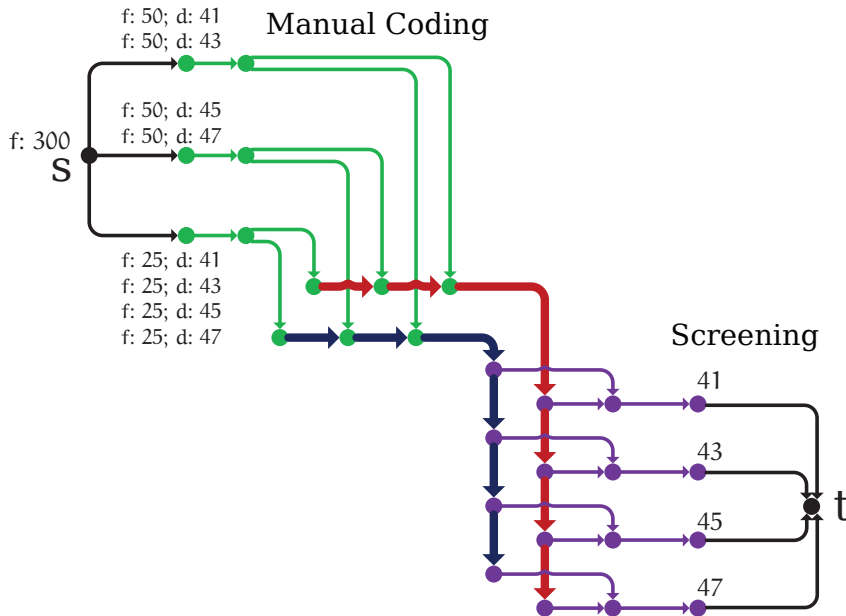 Manual Coding
f: 50; d: 41
f: 50; d: 43
f: 50; d: 45
f: 50; d: 47
f: 300
s
f: 25; d: 41
f: 25; d: 43
f: 25; d: 45
f: 25; d: 47
Screening
41
43
45
47
t